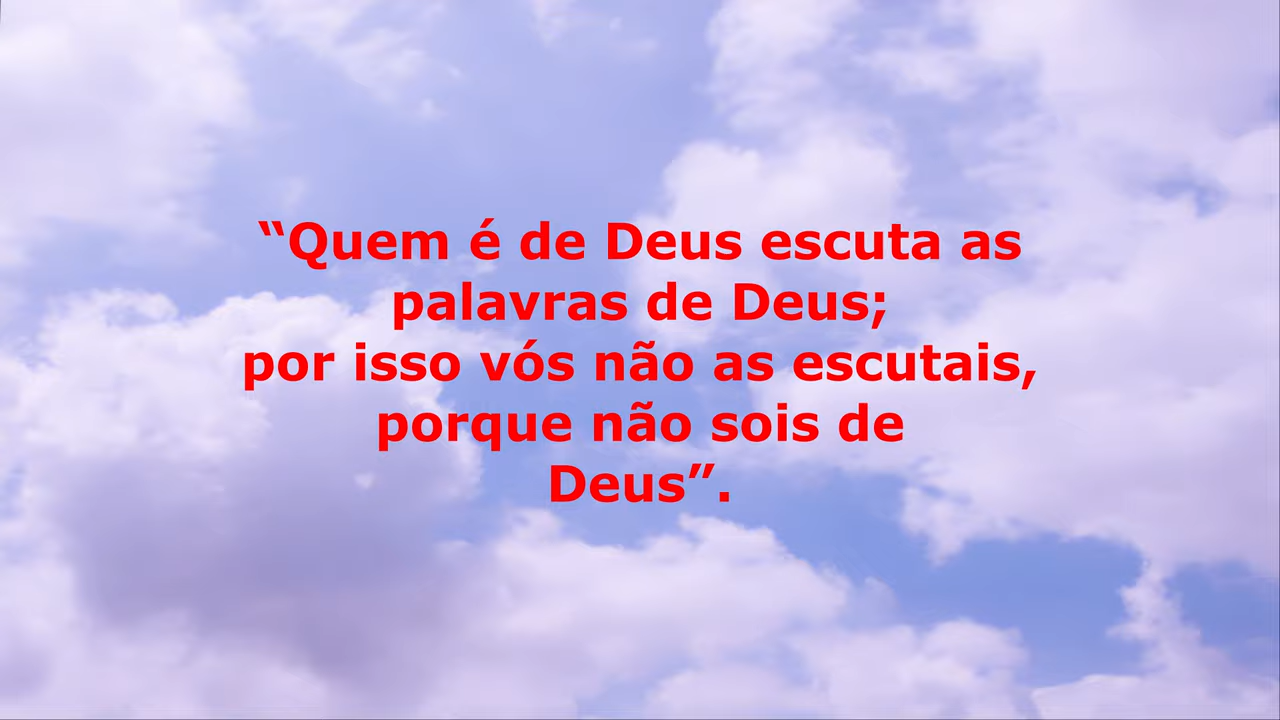 “Quem é de Deus escuta as
palavras de Deus;
por isso vós não as escutais,
porque não sois de
Deus”.